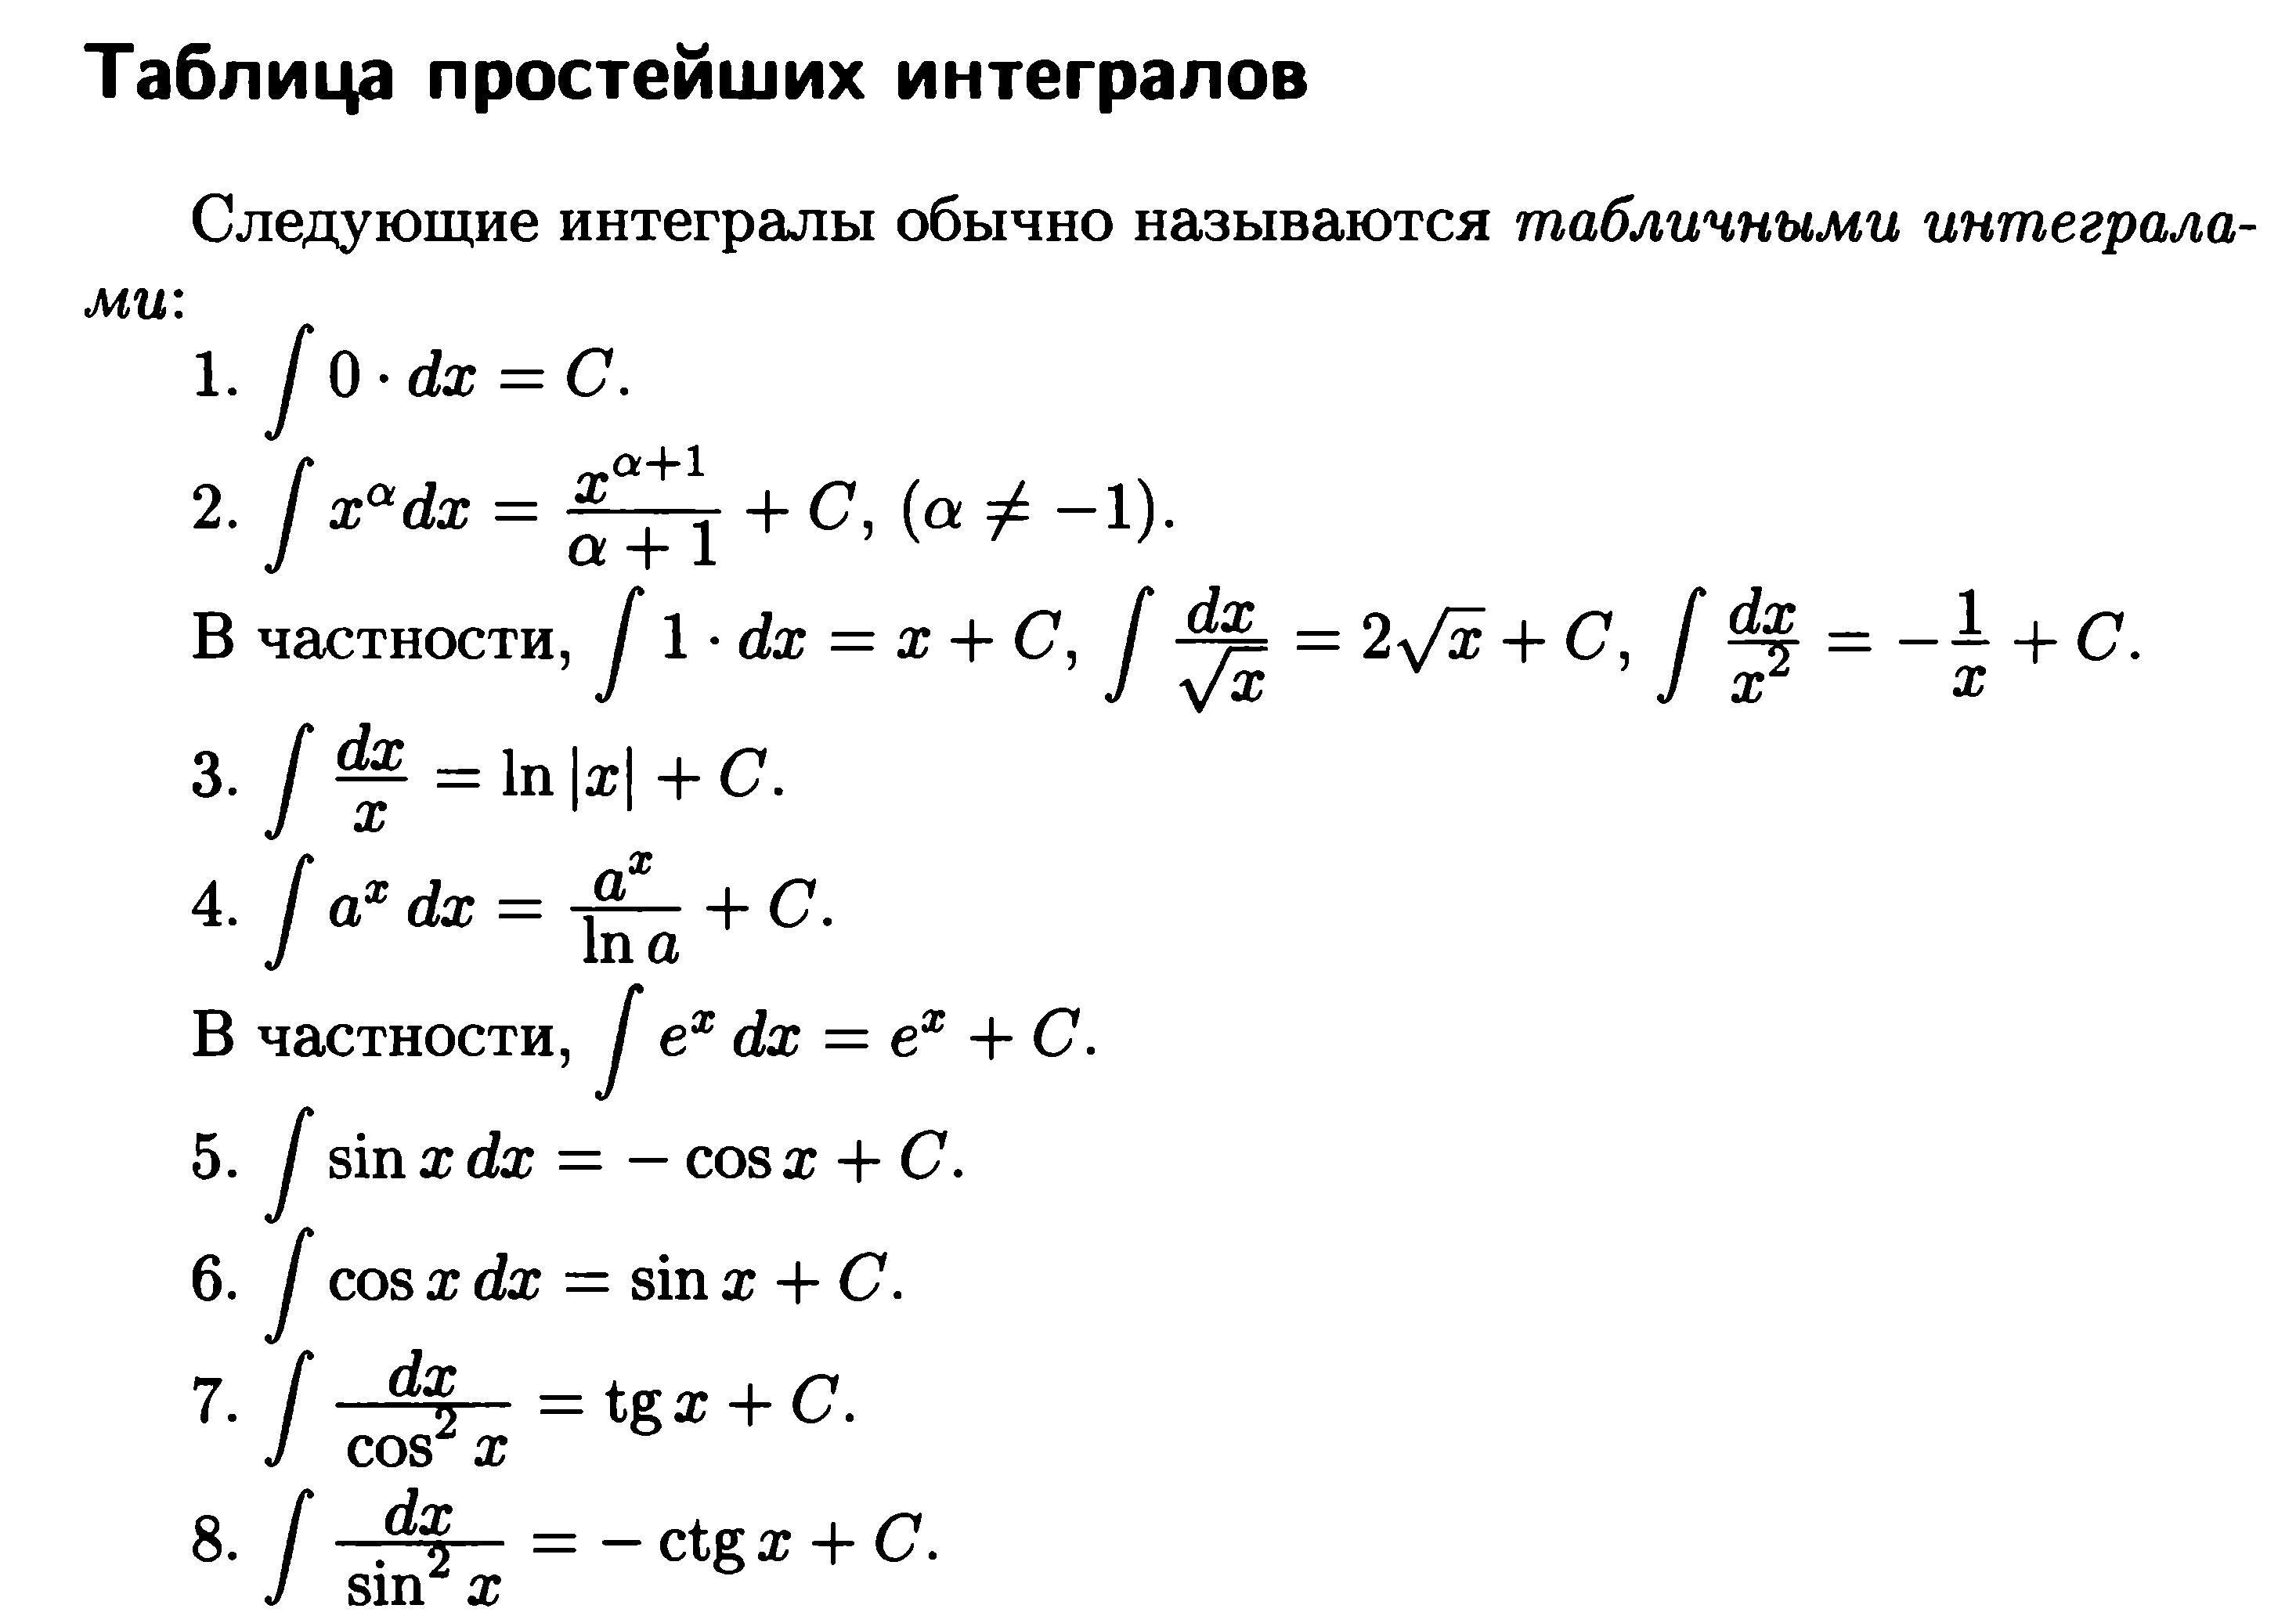 Таблица простейших интегралов
Следующие интегралы обычно называются табличными интеграла-
ми:
1. ∫ 0 · dx = C.
2. ∫ x^α dx = x^(α+1)/(α + 1) + C, (α ≠ −1).
В частности, ∫ 1 · dx = x + C, ∫ dx/√x = 2√x + C, ∫ dx/x² = −1/x + C.
3. ∫ dx/x = ln |x| + C.
4. ∫ a^x dx = a^x/ln a + C.
В частности, ∫ e^x dx = e^x + C.
5. ∫ sin x dx = − cos x + C.
6. ∫ cos x dx = sin x + C.
7. ∫ dx/cos² x = tg x + C.
8. ∫ dx/sin² x = − ctg x + C.